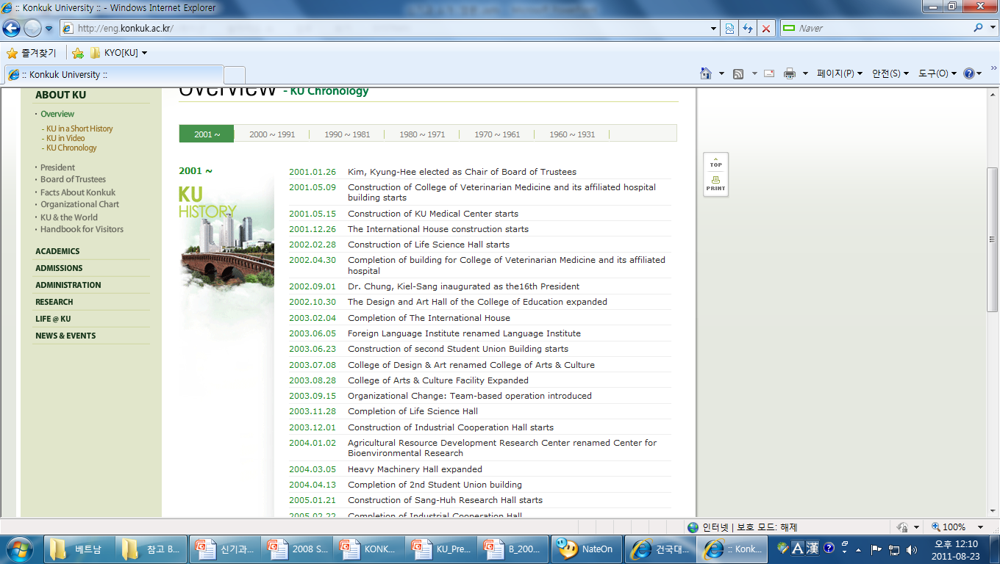 :: Konkuk University :: - Windows Internet Explorer
http://eng.konkuk.ac.kr/
Naver
즐겨찾기
KYO[KU]
:: Konkuk University ::
페이지(P)
안전(S)
도구(O)
»
ABOUT KU
· Overview
- KU in a Short History
- KU in Video
- KU Chronology
· President
· Board of Trustees
· Facts About Konkuk
· Organizational Chart
· KU & the World
· Handbook for Visitors
ACADEMICS
ADMISSIONS
ADMINISTRATION
RESEARCH
LIFE @ KU
NEWS & EVENTS
Overview - KU Chronology
2001 ~ 2000 ~ 1991 1990 ~ 1981 1980 ~ 1971 1970 ~ 1961 1960 ~ 1931
2001 ~
KU
HISTORY
2001.01.26 Kim, Kyung-Hee elected as Chair of Board of Trustees
2001.05.09 Construction of College of Veterinarian Medicine and its affiliated hospital
building starts
2001.05.15 Construction of KU Medical Center starts
2001.12.26 The International House construction starts
2002.02.28 Construction of Life Science Hall starts
2002.04.30 Completion of building for College of Veterinarian Medicine and its affiliated
hospital
2002.09.01 Dr. Chung, Kiel-Sang inaugurated as the16th President
2002.10.30 The Design and Art Hall of the College of Education expanded
2003.02.04 Completion of The International House
2003.06.05 Foreign Language Institute renamed Language Institute
2003.06.23 Construction of second Student Union Building starts
2003.07.08 College of Design & Art renamed College of Arts & Culture
2003.08.28 College of Arts & Culture Facility Expanded
2003.09.15 Organizational Change: Team-based operation introduced
2003.11.28 Completion of Life Science Hall
2003.12.01 Construction of Industrial Cooperation Hall starts
2004.01.02 Agricultural Resource Development Research Center renamed Center for
Bioenvironmental Research
2004.03.05 Heavy Machinery Hall expanded
2004.04.13 Completion of 2nd Student Union building
2005.01.21 Construction of Sang-Huh Research Hall starts
2005.02.22 Completion of Industrial Cooperation Hall
TOP
PRINT
인터넷 | 보호 모드: 해제
100%
베트남
참고 B...
신기과...
2008 S...
KONK...
KU_Pre...
B_200...
NateOn
건국대...
:: Konk...
A 漢
오후 12:10
2011-08-23